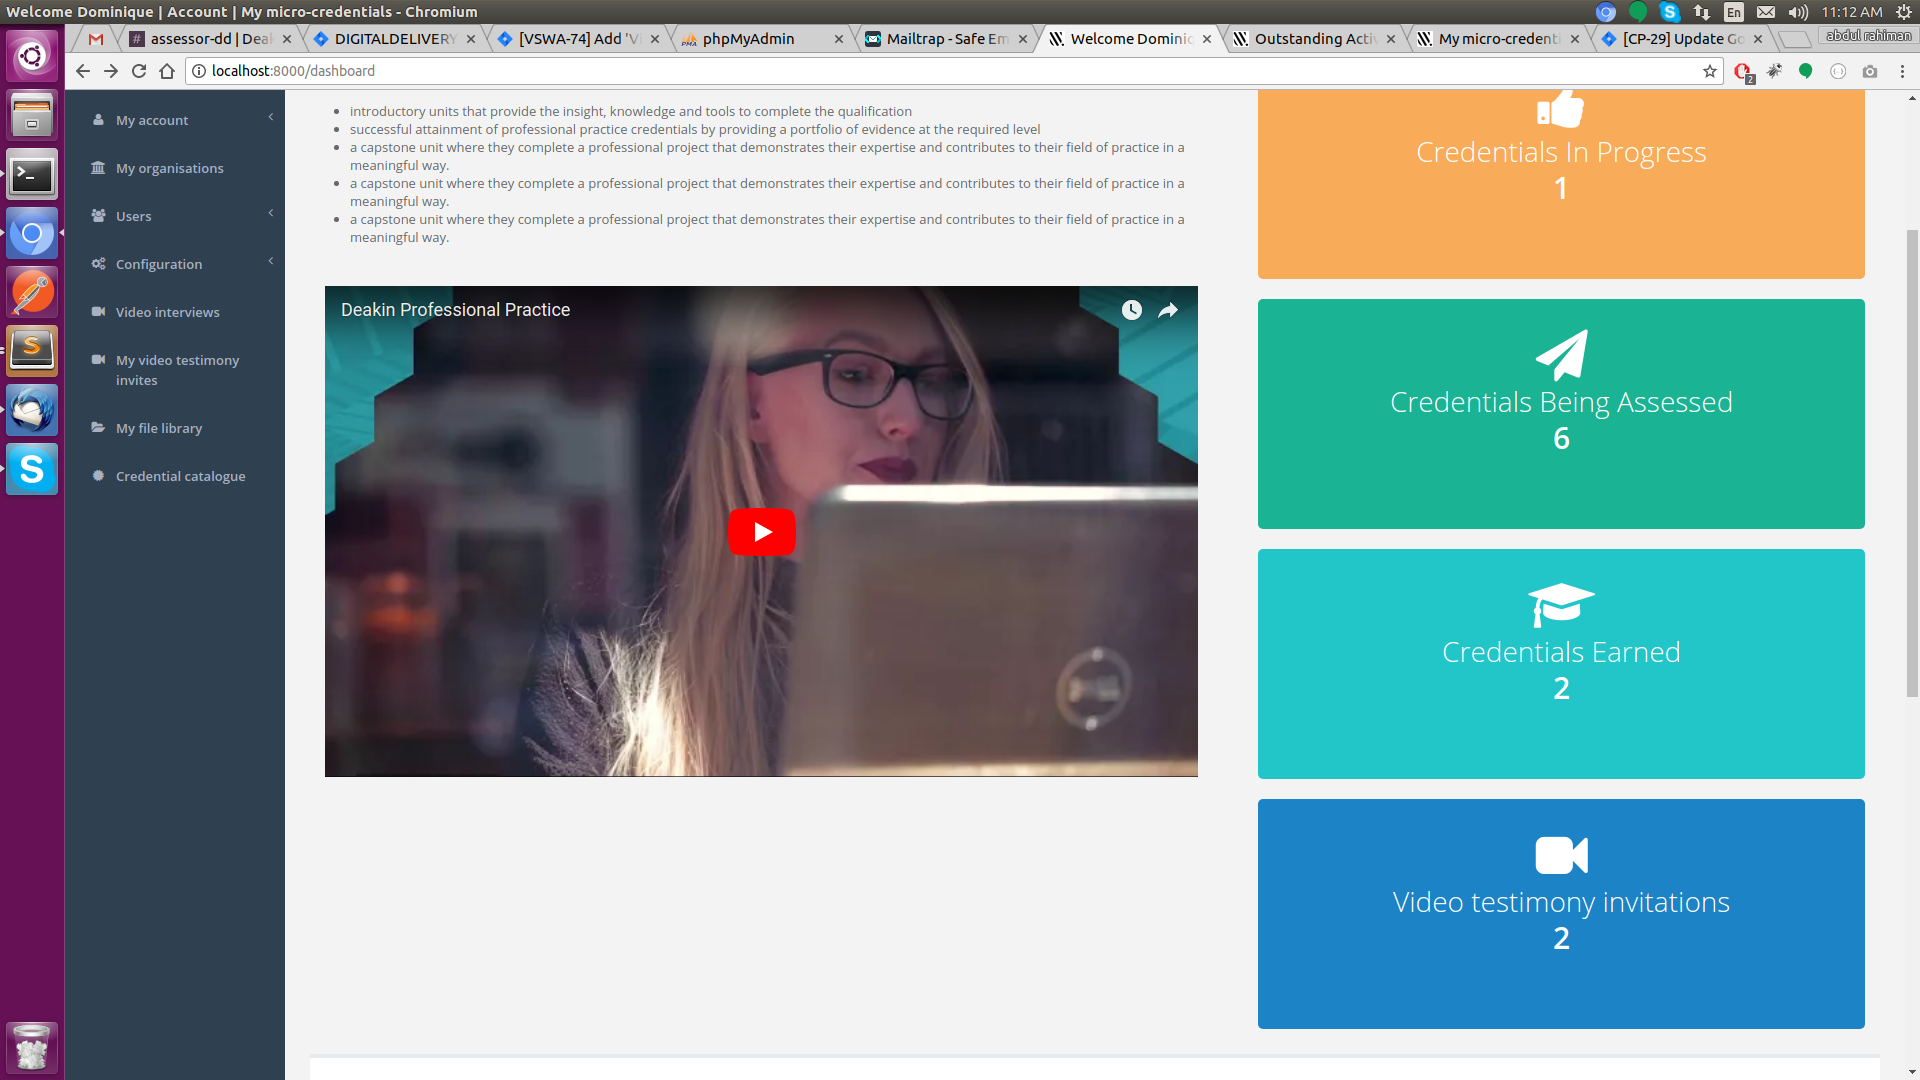 Welcome Dominique | Account | My micro-credentials - Chromium
En
11:12 AM
assessor-dd | Dea
DIGITALDELIVERY
[VSWA-74] Add 'V
phpMyAdmin
Mailtrap - Safe Em
Welcome Dominiq
Outstanding Acti
My micro-credent
[CP-29] Update Go
abdul rahiman
localhost:8000/dashboard
2
My account
My organisations
Users
Configuration
Video interviews
My video testimony
invites
My file library
Credential catalogue
introductory units that provide the insight, knowledge and tools to complete the qualification
successful attainment of professional practice credentials by providing a portfolio of evidence at the required level
a capstone unit where they complete a professional project that demonstrates their expertise and contributes to their field of practice in a
meaningful way.
a capstone unit where they complete a professional project that demonstrates their expertise and contributes to their field of practice in a
meaningful way.
a capstone unit where they complete a professional project that demonstrates their expertise and contributes to their field of practice in a
meaningful way.
Deakin Professional Practice
Credentials In Progress
1
Credentials Being Assessed
6
Credentials Earned
2
Video testimony invitations
2